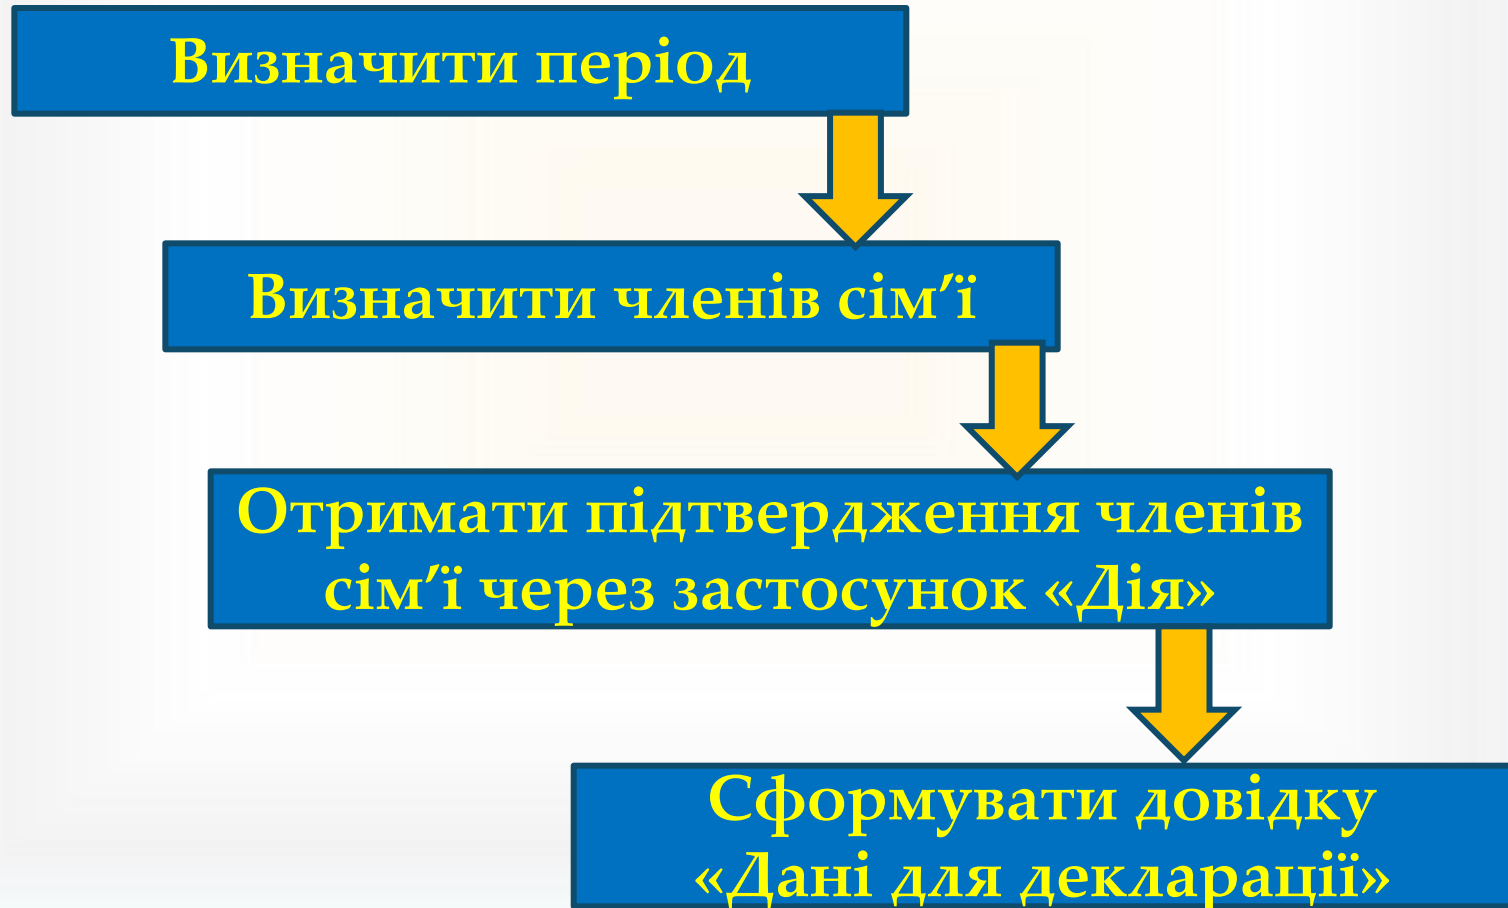 Визначити період
Визначити членів сім’ї
Отримати підтвердження членів
сім’ї через застосунок «Дія»
Сформувати довідку
«Дані для декларації»